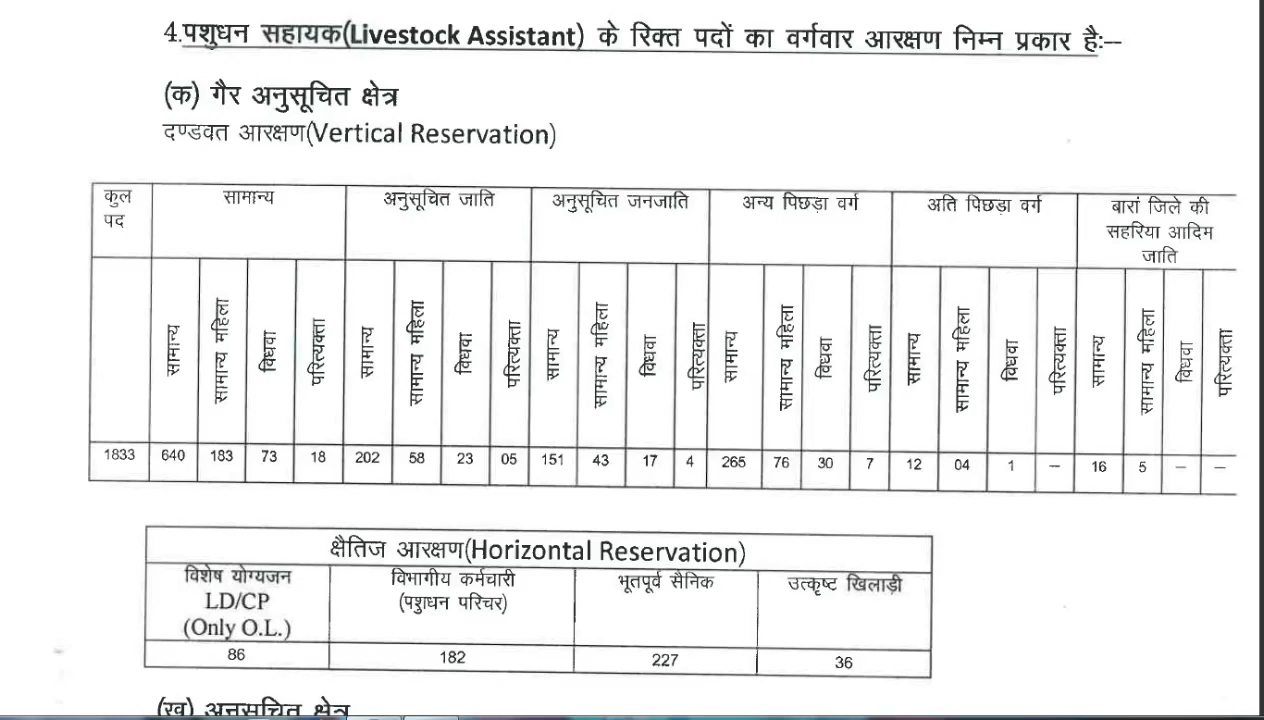 4.पशुधन सहायक(Livestock Assistant) के रिक्त पदों का वर्गवार आरक्षण निम्न प्रकार है:–
(क) गैर अनुसूचित क्षेत्र
दण्डवत आरक्षण(Vertical Reservation)
कुल पद सामान्य अनुसूचित जाति अनुसूचित जनजाति अन्य पिछड़ा वर्ग अति पिछड़ा वर्ग बारां जिले की सहरिया आदिम जाति
सामान्य सामान्य महिला विधवा परित्यक्ता सामान्य सामान्य महिला विधवा परित्यक्ता सामान्य सामान्य महिला विधवा परित्यक्ता सामान्य सामान्य महिला विधवा परित्यक्ता सामान्य सामान्य महिला विधवा परित्यक्ता सामान्य सामान्य महिला विधवा परित्यक्ता
1833 640 183 73 18 202 58 23 05 151 43 17 4 265 76 30 7 12 04 1 – 16 5 – –
क्षैतिज आरक्षण(Horizontal Reservation)
विशेष योग्यजन LD/CP (Only O.L.) विभागीय कर्मचारी (पशुधन परिचर) भूतपूर्व सैनिक उत्कृष्ट खिलाड़ी
86 182 227 36
(ख) अनुसूचित क्षेत्र